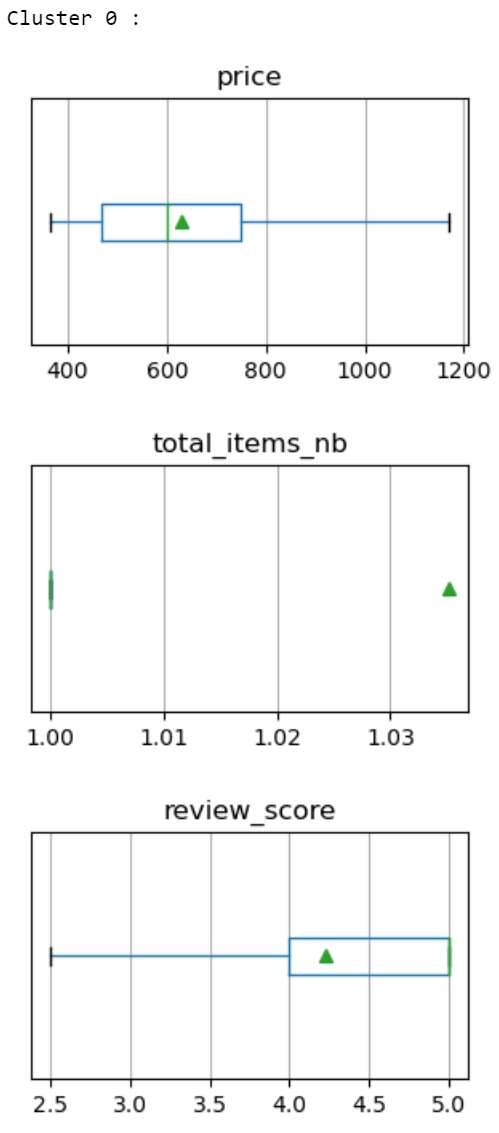 Cluster 0 :
price
400 600 800 1000 1200
total_items_nb
1.00 1.01 1.02 1.03
review_score
2.5 3.0 3.5 4.0 4.5 5.0